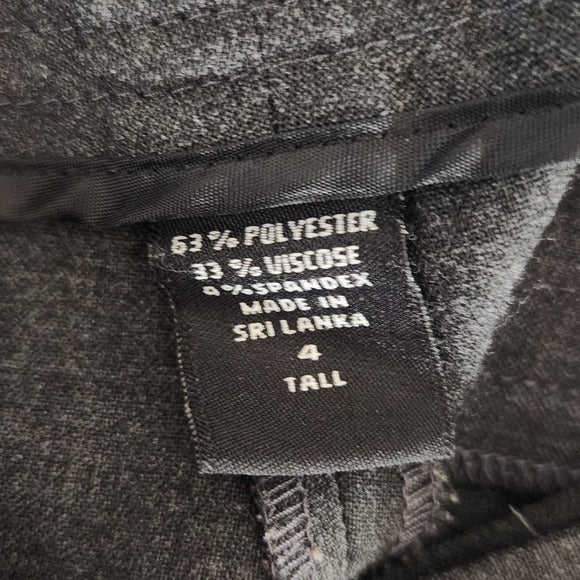 63 % POLYESTER
33 % VISCOSE
4 % SPANDEX
MADE IN
SRI LANKA
4
TALL